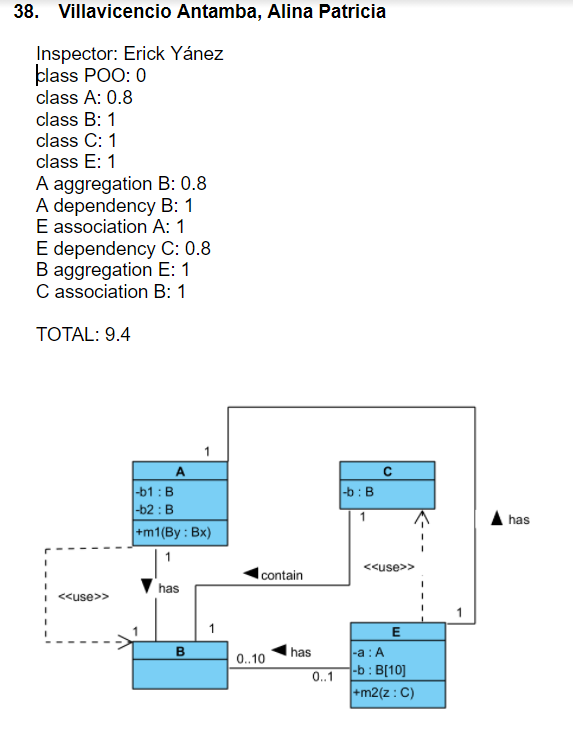 38. Villavicencio Antamba, Alina Patricia
Inspector: Erick Yánez
class POO: 0
class A: 0.8
class B: 1
class C: 1
class E: 1
A aggregation B: 0.8
A dependency B: 1
E association A: 1
E dependency C: 0.8
B aggregation E: 1
C association B: 1
TOTAL: 9.4
1
A
-b1 : B
-b2 : B
+m1(By : Bx)
C
-b : B
1
has
1
<<use>>
contain
has
<<use>>
1
1
1
E
B
has
0..10
-a : A
-b : B[10]
0..1
+m2(z : C)